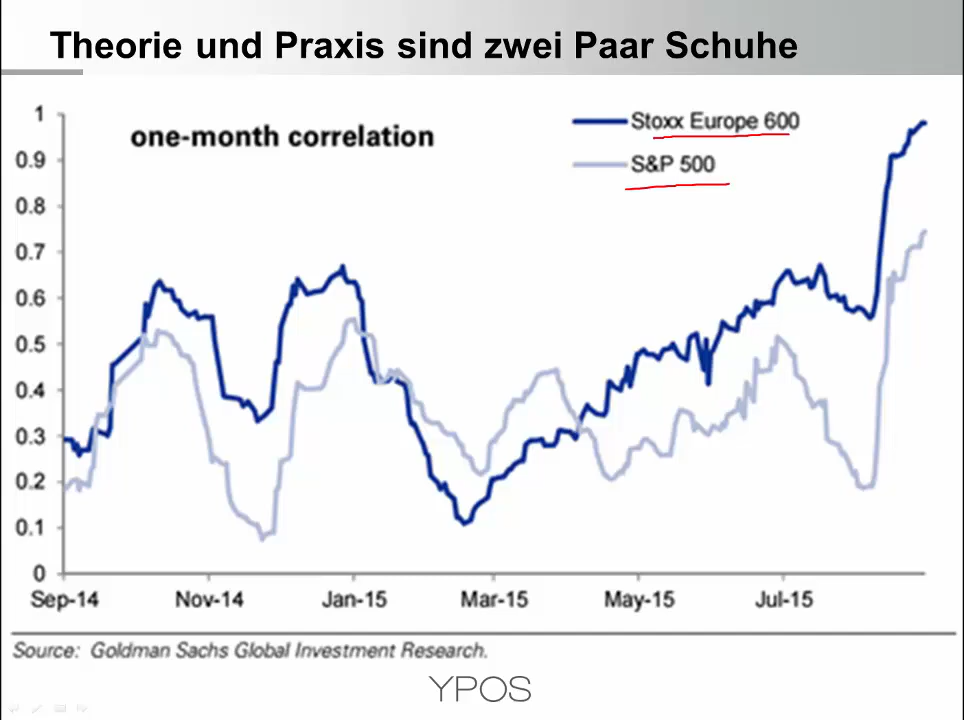 Theorie und Praxis sind zwei Paar Schuhe
one-month correlation
Stoxx Europe 600
S&P 500
1
0.9
0.8
0.7
0.6
0.5
0.4
0.3
0.2
0.1
0
Sep-14 Nov-14 Jan-15 Mar-15 May-15 Jul-15
Source: Goldman Sachs Global Investment Research.
YPOS